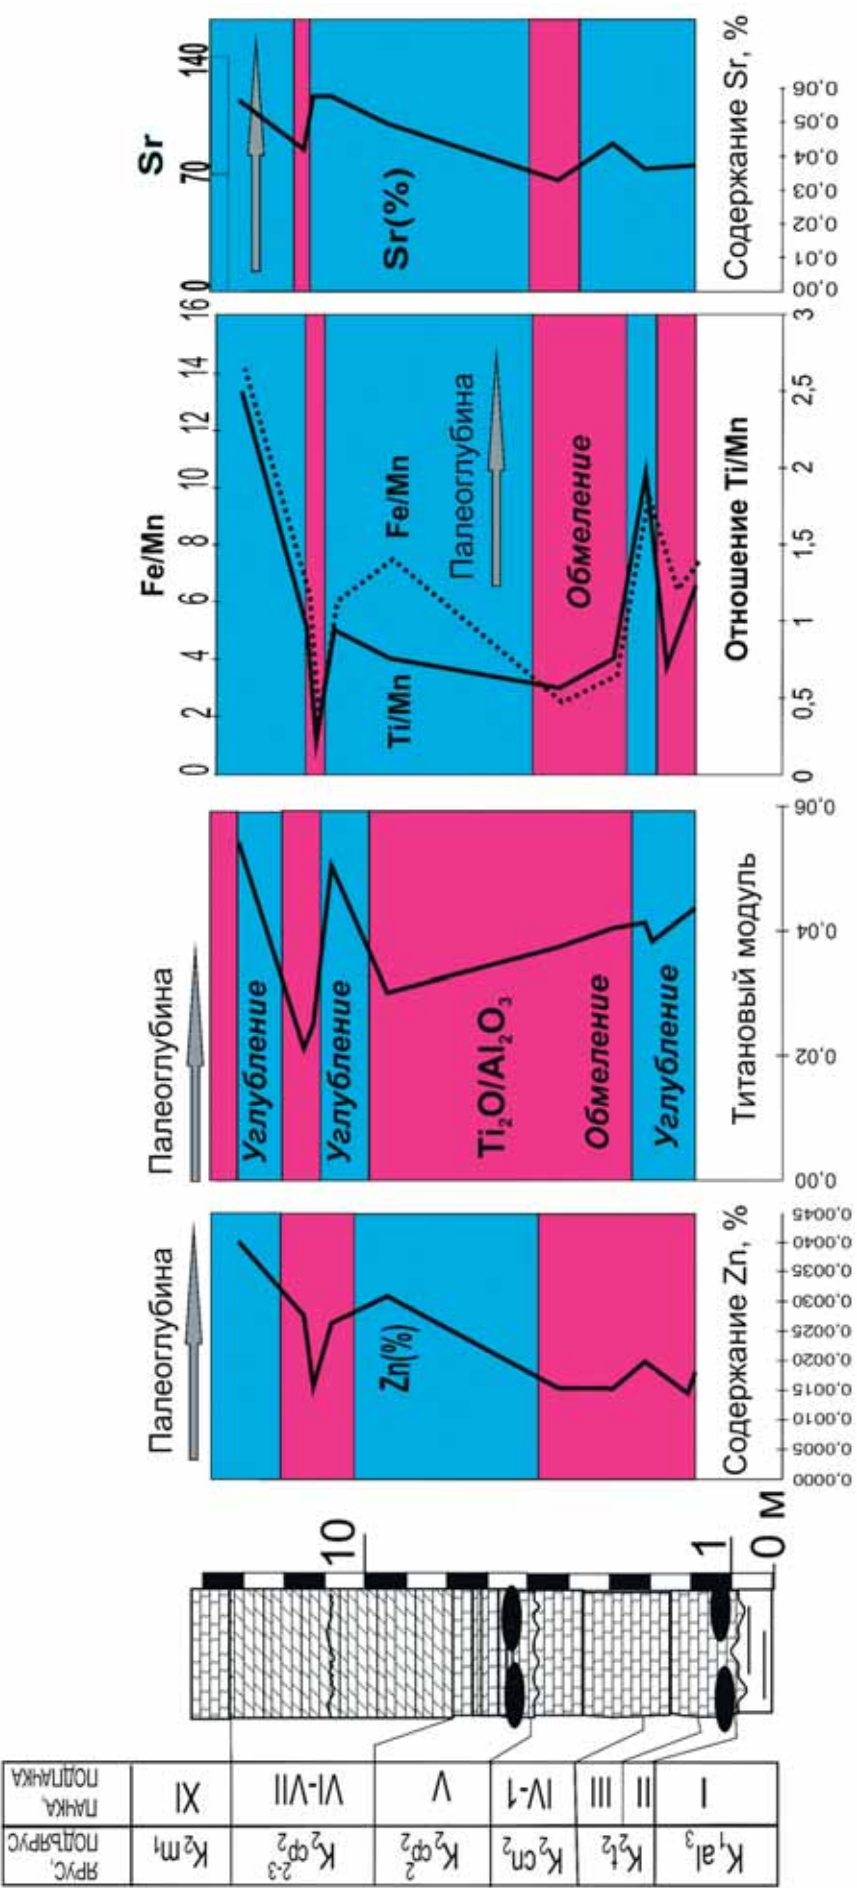 Sr
0
70
140
Sr(%)
Содержание Sr, %
0,00
0,01
0,02
0,03
0,04
0,05
0,06
Fe/Mn
0
2
4
6
8
10
12
14
16
Ti/Mn
Fe/Mn
Палеоглубина
Обмеление
Отношение Ti/Mn
0
0,5
1
1,5
2
2,5
3
Палеоглубина
Углубление
Углубление
Ti₂O/Al₂O₃
Обмеление
Углубление
Титановый модуль
0,00
0,02
0,04
0,06
Палеоглубина
Zn(%)
Содержание Zn, %
0,0000
0,0005
0,0010
0,0015
0,0020
0,0025
0,0030
0,0035
0,0040
0,0045
10
1
0 м
ЯРУС,
ПОДЪЯРУС
ПАЧКА,
ПОДПАЧКА
K₂m₁
XI
K₂cp₂²⁻³
VI-VII
K₂cp₂²
V
K₂cn₂
IV-1
K₂t₂
III
II
K₁al₃
I